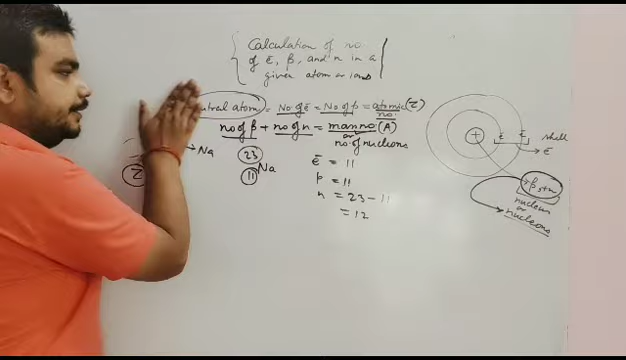 Calculation of no.
of ē, p, and n in a
given atom or ions
utral atom = No of ē = No of p = atomic (Z)
no.
no of p + no of n = mass no (A)
or
no. of nucleons
Na
23
11
Na
ē = 11
p = 11
n = 23 - 11
= 12
Z
+
ē
ē
shell
ē
nucleus
or
nucleons